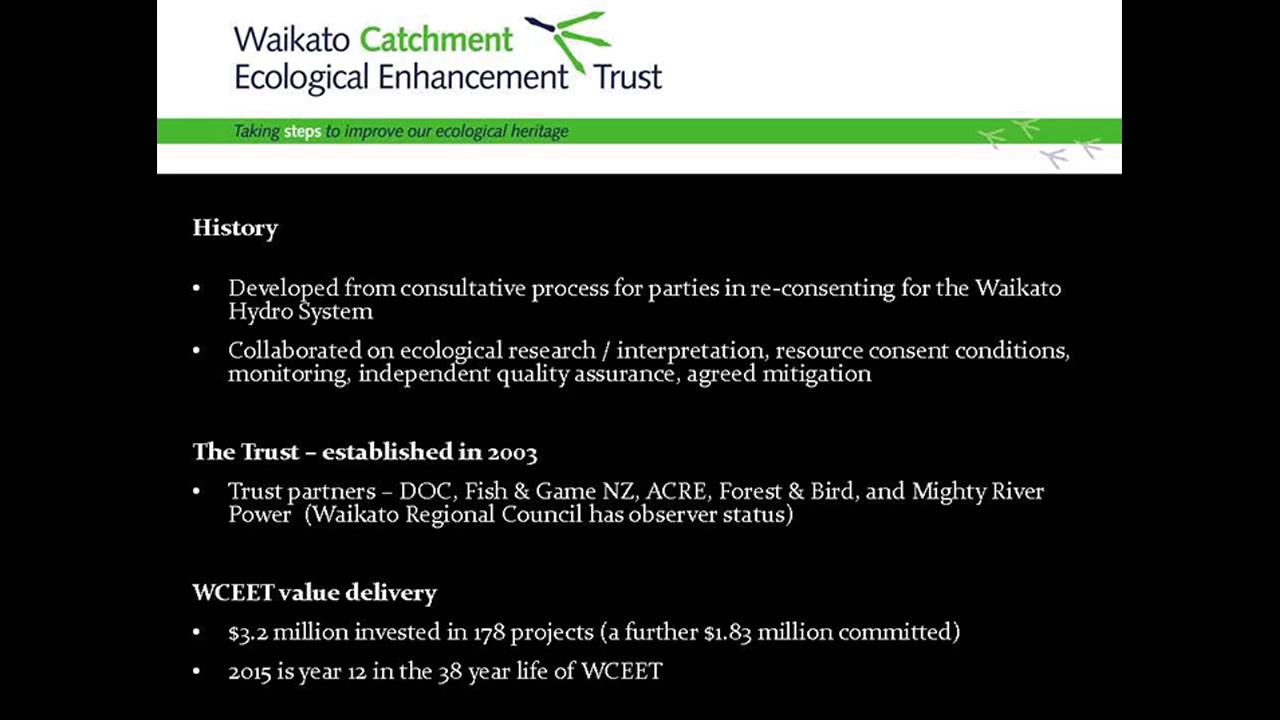 Waikato Catchment
Ecological Enhancement Trust
Taking steps to improve our ecological heritage
History
• Developed from consultative process for parties in re-consenting for the Waikato
Hydro System
• Collaborated on ecological research / interpretation, resource consent conditions,
monitoring, independent quality assurance, agreed mitigation
The Trust – established in 2003
• Trust partners – DOC, Fish & Game NZ, ACRE, Forest & Bird, and Mighty River
Power (Waikato Regional Council has observer status)
WCEET value delivery
• $3.2 million invested in 178 projects (a further $1.83 million committed)
• 2015 is year 12 in the 38 year life of WCEET